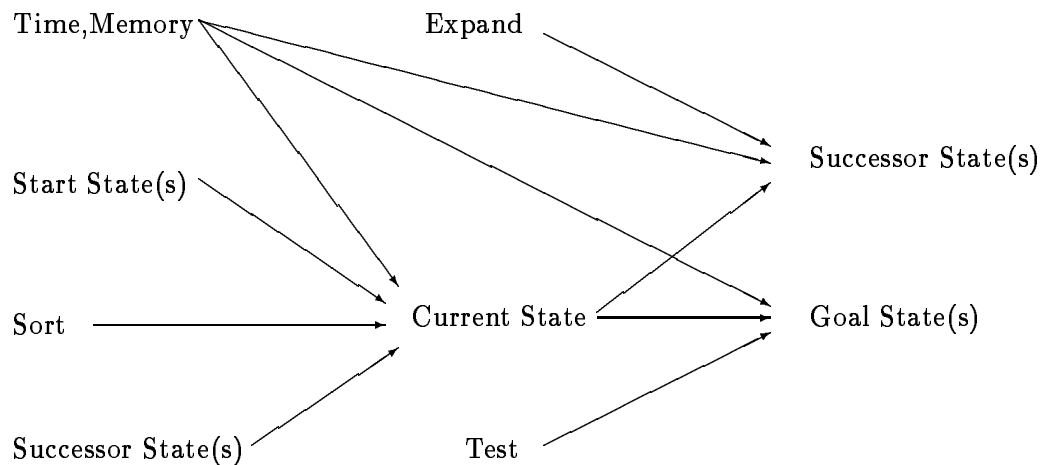 Time,Memory
Expand
Successor State(s)
Start State(s)
Sort
Current State
Goal State(s)
Successor State(s)
Test